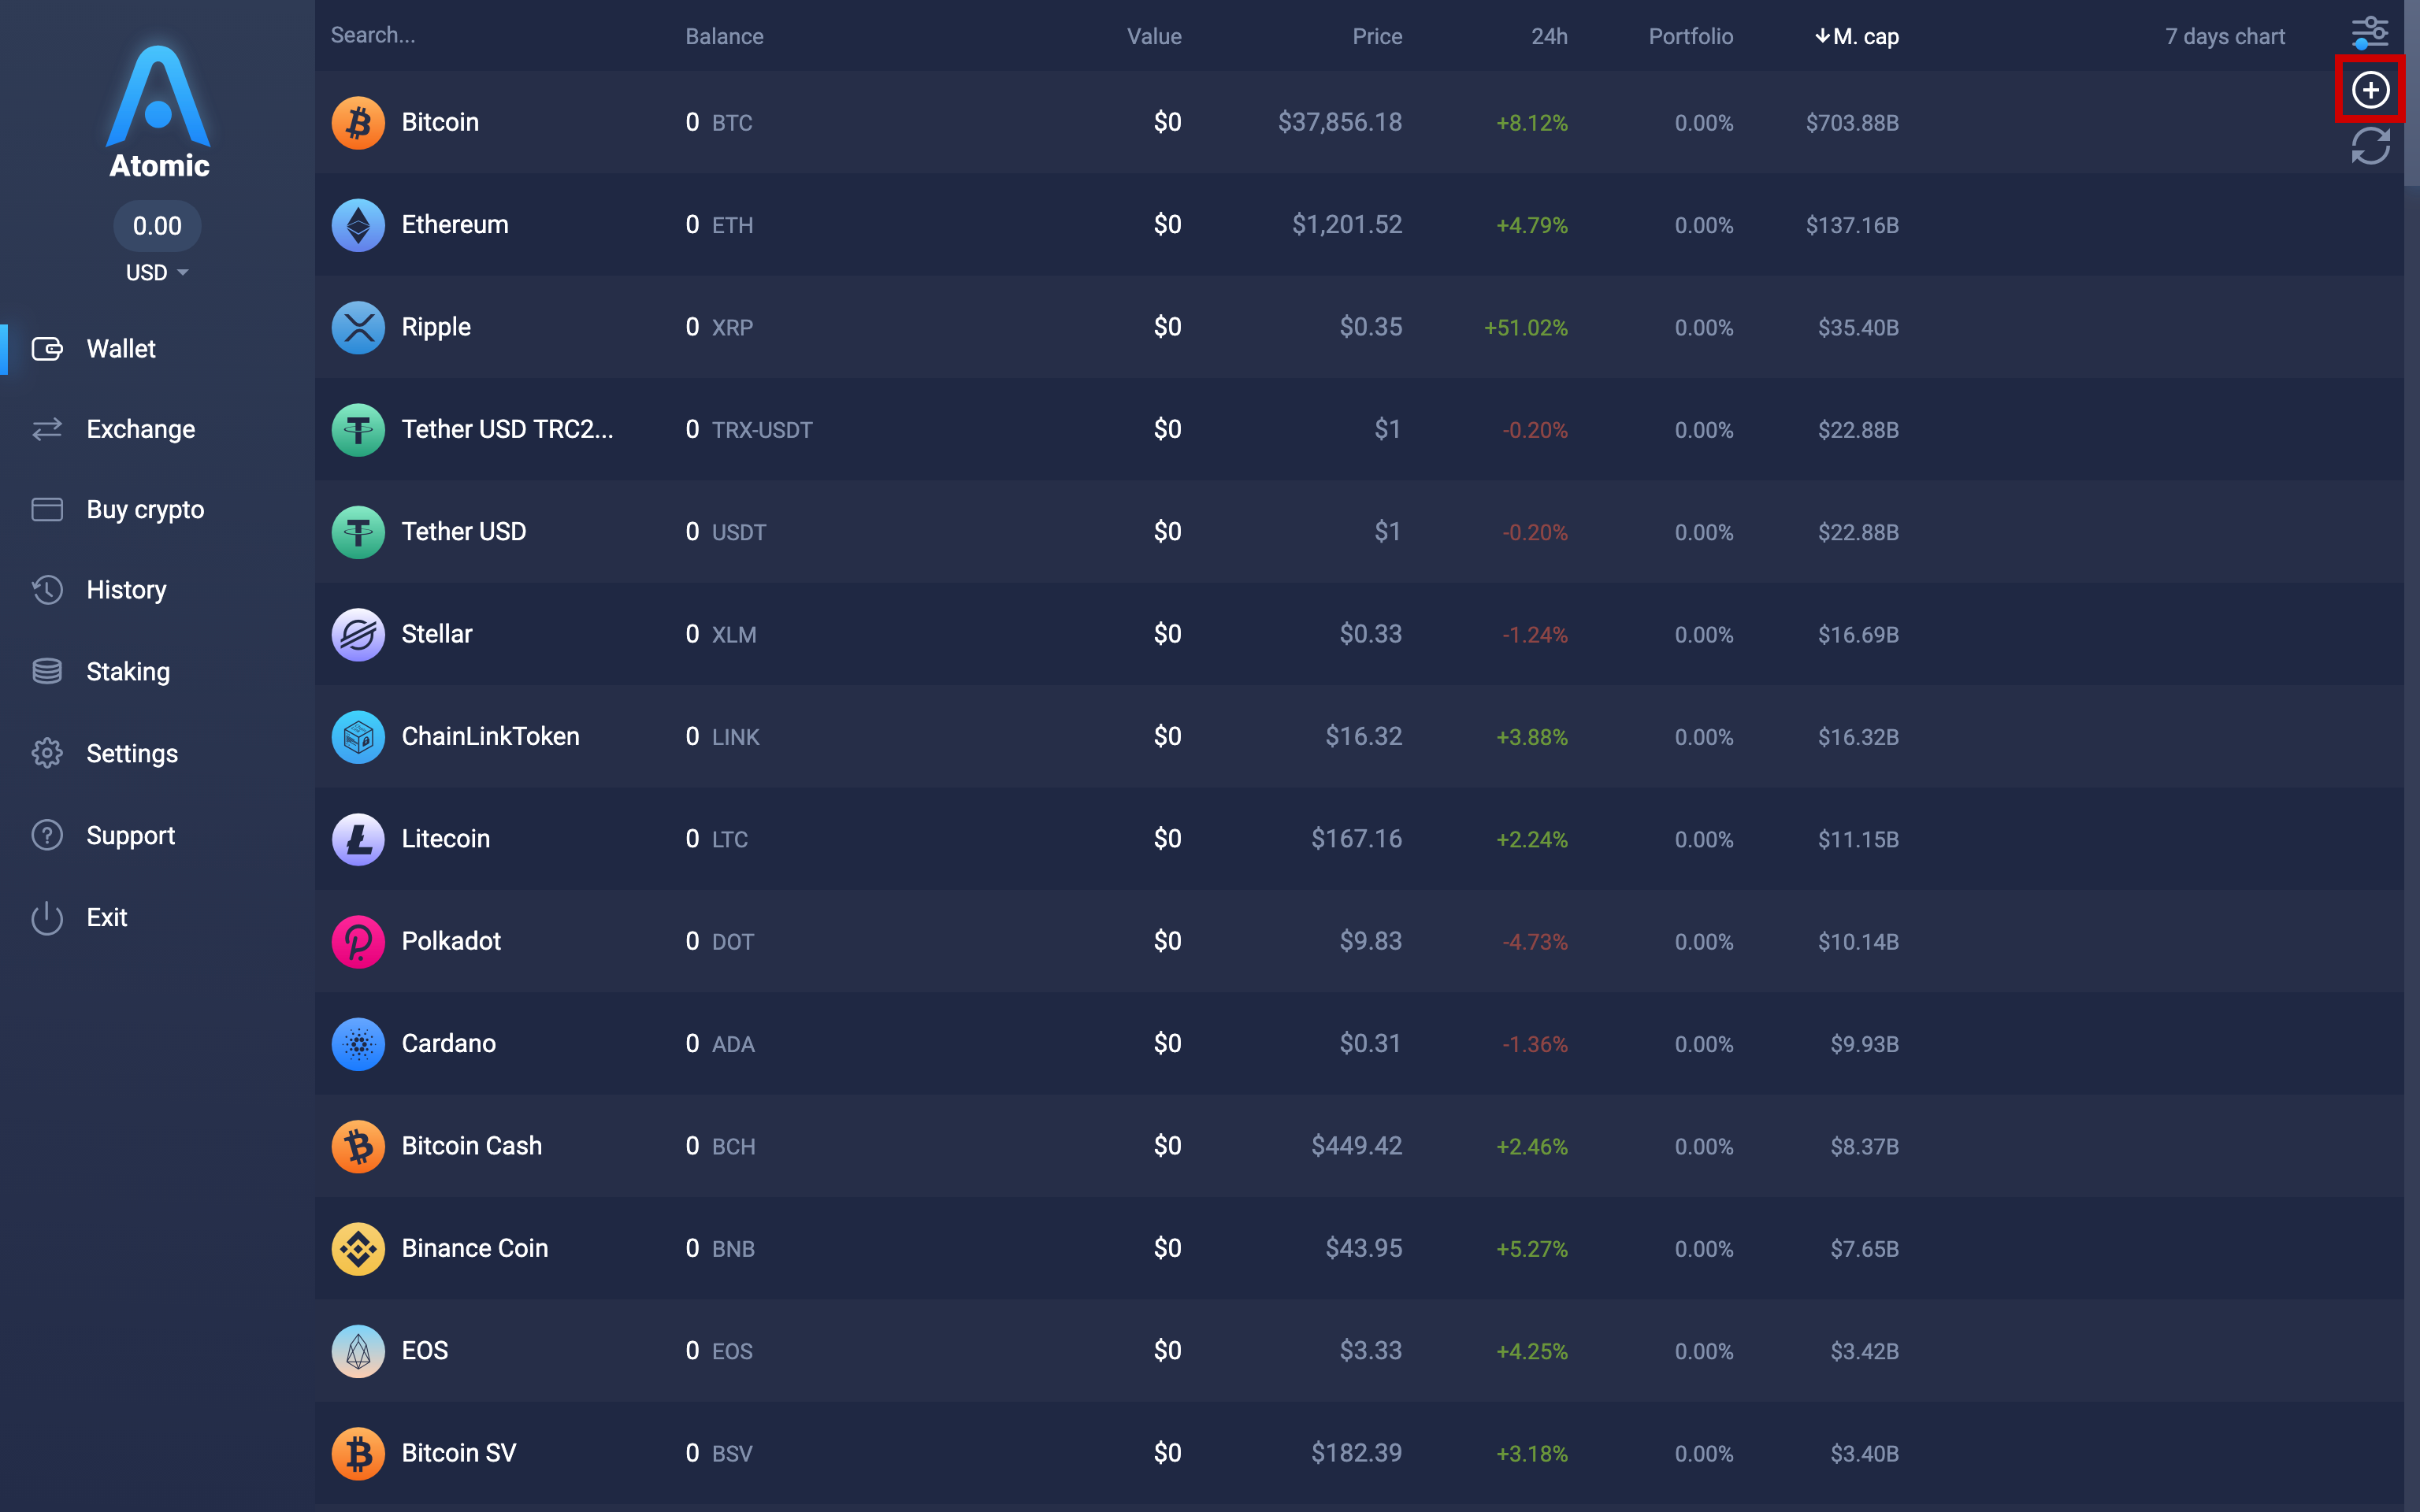 Atomic
0.00
USD
Wallet
Exchange
Buy crypto
History
Staking
Settings
Support
Exit
Search... Balance Value Price 24h Portfolio M. cap 7 days chart
Bitcoin 0 BTC $0 $37,856.18 +8.12% 0.00% $703.88B
Ethereum 0 ETH $0 $1,201.52 +4.79% 0.00% $137.16B
Ripple 0 XRP $0 $0.35 +51.02% 0.00% $35.40B
Tether USD TRC2... 0 TRX-USDT $0 $1 -0.20% 0.00% $22.88B
Tether USD 0 USDT $0 $1 -0.20% 0.00% $22.88B
Stellar 0 XLM $0 $0.33 -1.24% 0.00% $16.69B
ChainLinkToken 0 LINK $0 $16.32 +3.88% 0.00% $16.32B
Litecoin 0 LTC $0 $167.16 +2.24% 0.00% $11.15B
Polkadot 0 DOT $0 $9.83 -4.73% 0.00% $10.14B
Cardano 0 ADA $0 $0.31 -1.36% 0.00% $9.93B
Bitcoin Cash 0 BCH $0 $449.42 +2.46% 0.00% $8.37B
Binance Coin 0 BNB $0 $43.95 +5.27% 0.00% $7.65B
EOS 0 EOS $0 $3.33 +4.25% 0.00% $3.42B
Bitcoin SV 0 BSV $0 $182.39 +3.18% 0.00% $3.40B